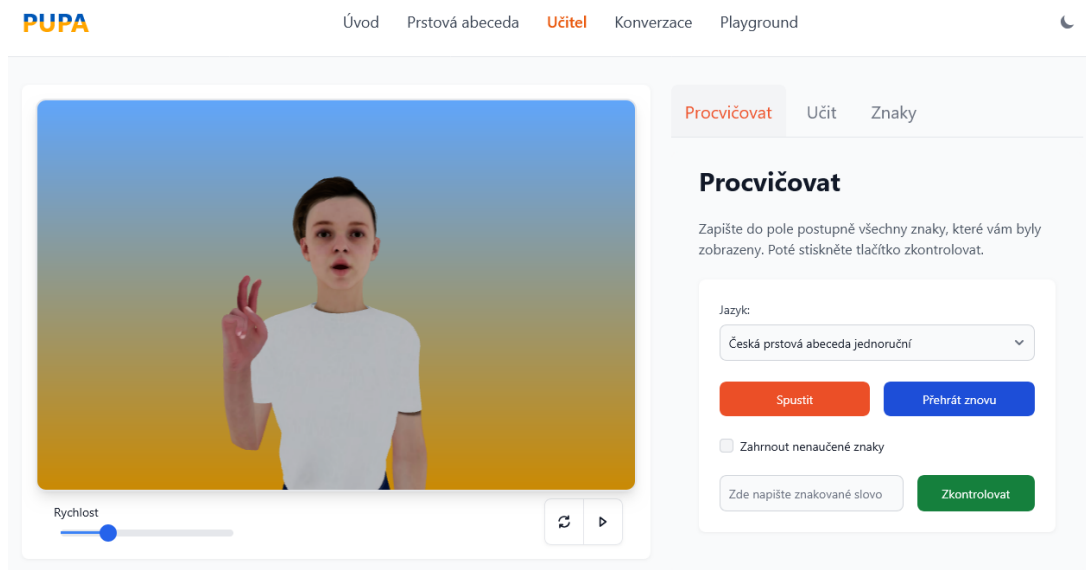 PUPA
Úvod Prstová abeceda Učitel Konverzace Playground
Procvičovat Učit Znaky
Procvičovat
Zapište do pole postupně všechny znaky, které vám byly
zobrazeny. Poté stiskněte tlačítko zkontrolovat.
Jazyk:
Česká prstová abeceda jednoruční
Spustit Přehrát znovu
Zahrnout nenaučené znaky
Zde napište znakované slovo Zkontrolovat
Rychlost